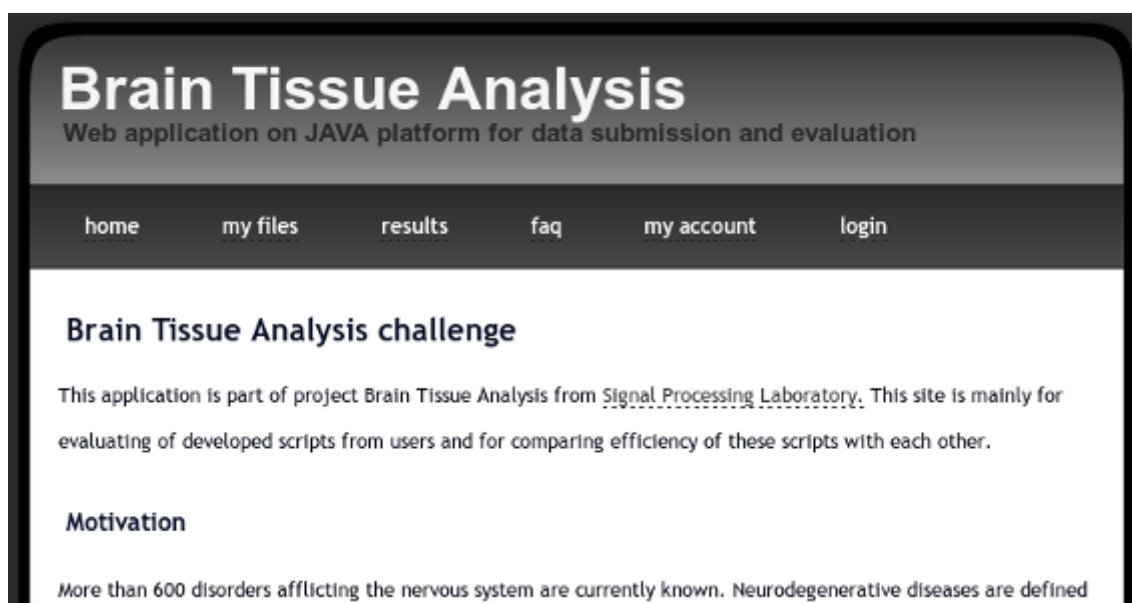 Brain Tissue Analysis
Web application on JAVA platform for data submission and evaluation
home my files results faq my account login
Brain Tissue Analysis challenge
This application is part of project Brain Tissue Analysis from Signal Processing Laboratory. This site is mainly for
evaluating of developed scripts from users and for comparing efficiency of these scripts with each other.
Motivation
More than 600 disorders afflicting the nervous system are currently known. Neurodegenerative diseases are defined